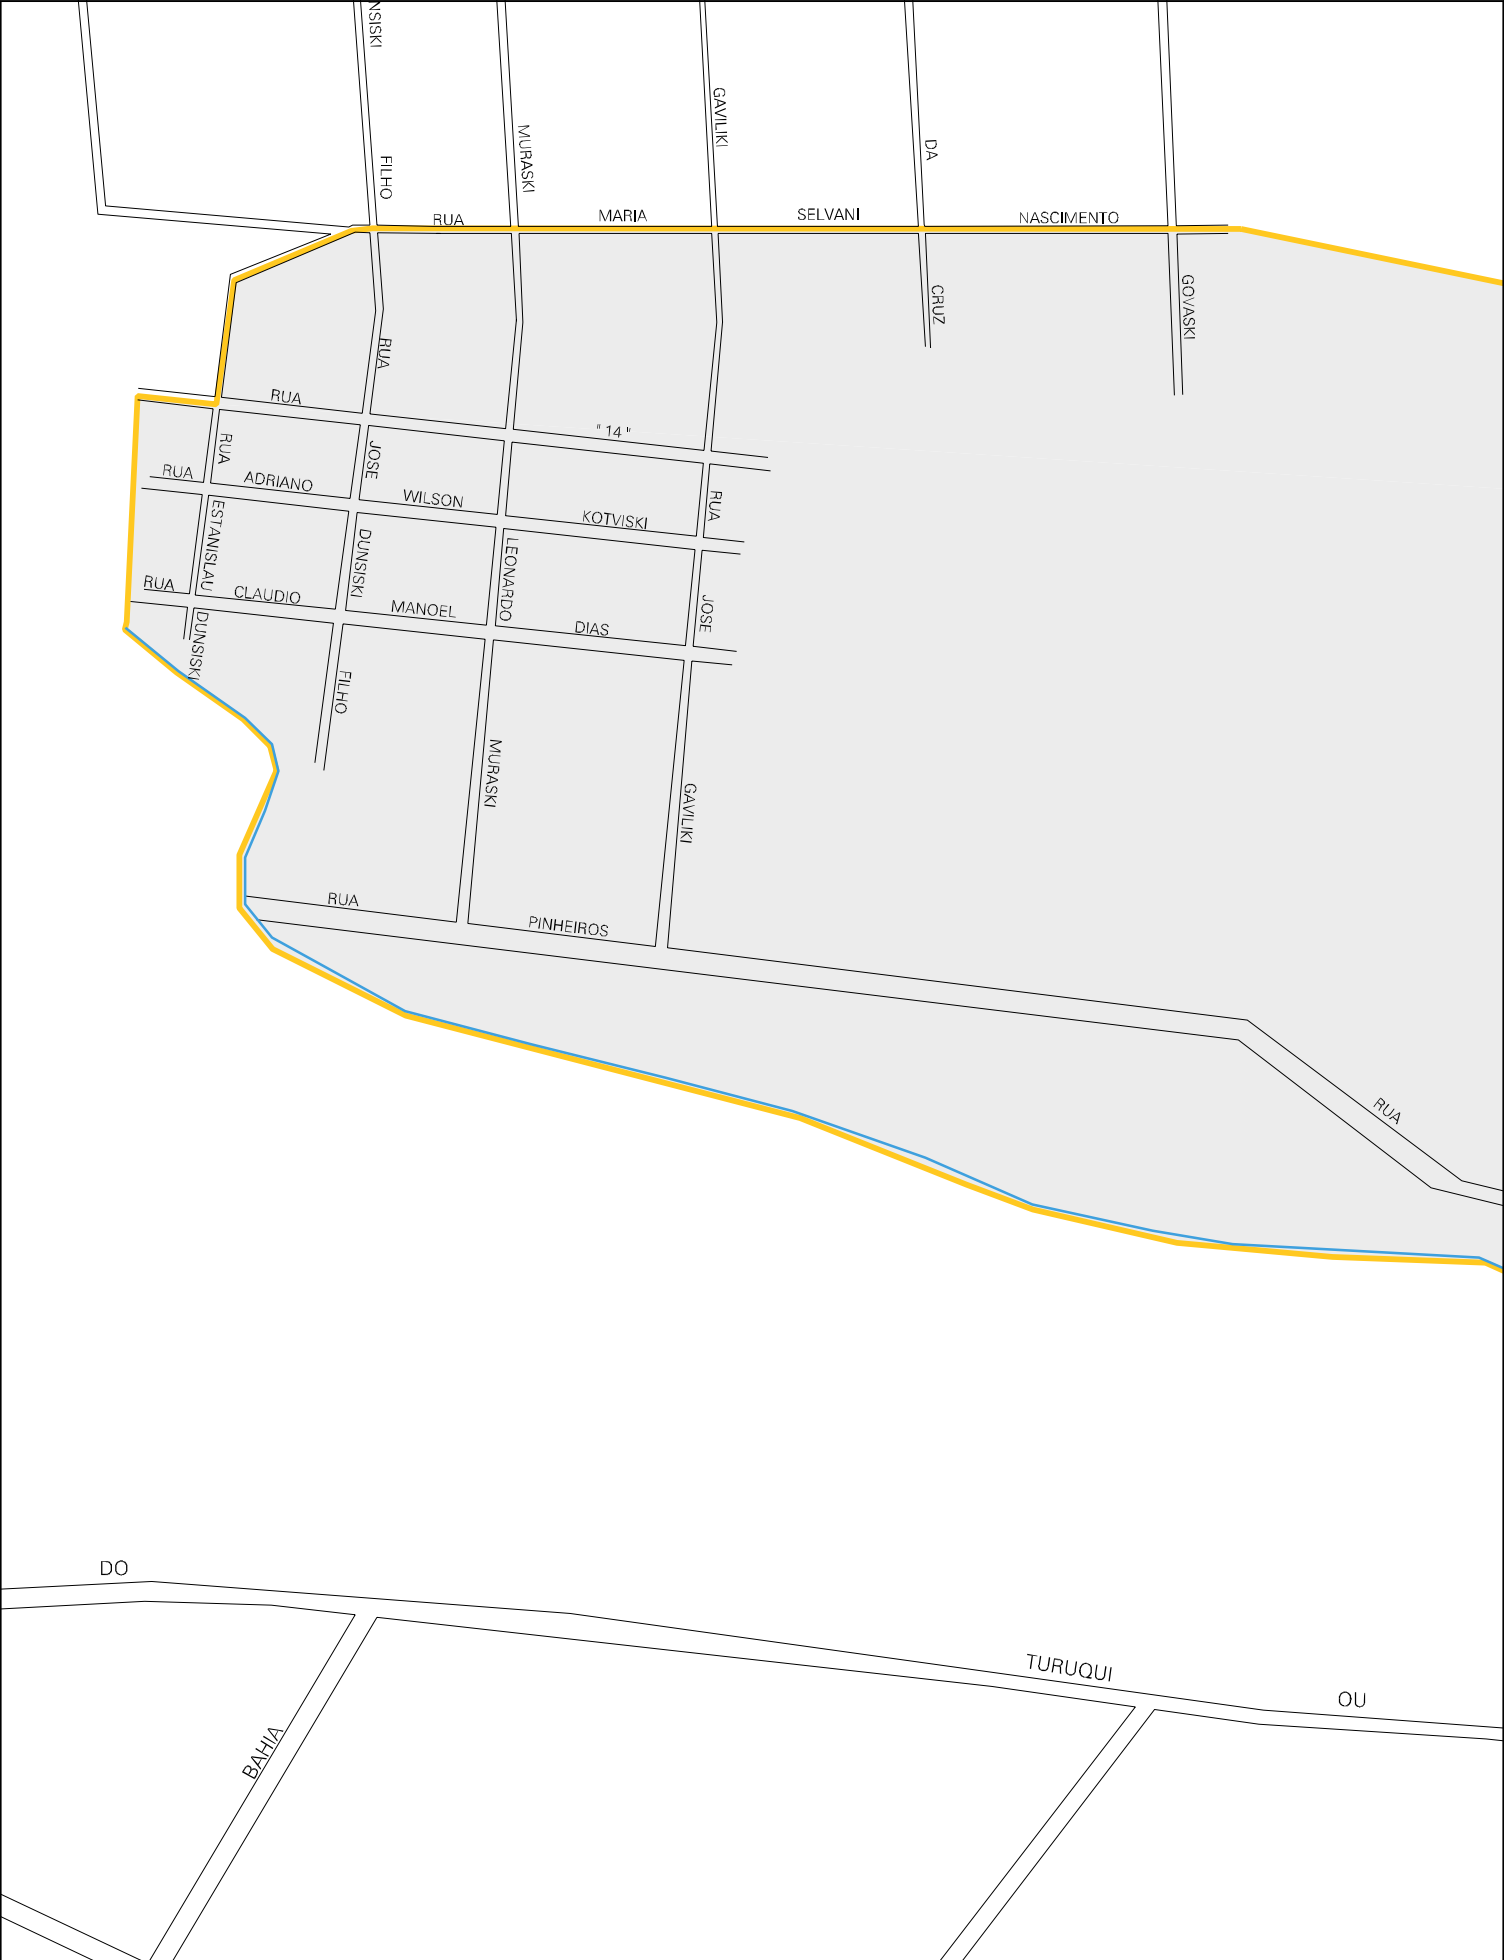 NSISKI
FILHO
MURASKI
GAVILIKI
DA
RUA MARIA SELVANI NASCIMENTO
CRUZ
GOVASKI
RUA
RUA " 14 "
RUA
JOSE
RUA ADRIANO WILSON KOTVISKI
RUA
ESTANISLAU
DUNSISKI
LEONARDO
RUA CLAUDIO MANOEL DIAS
JOSE
DUNSISKI
FILHO
MURASKI
GAVILIKI
RUA PINHEIROS
RUA
DO TURUQUI OU
BAHIA